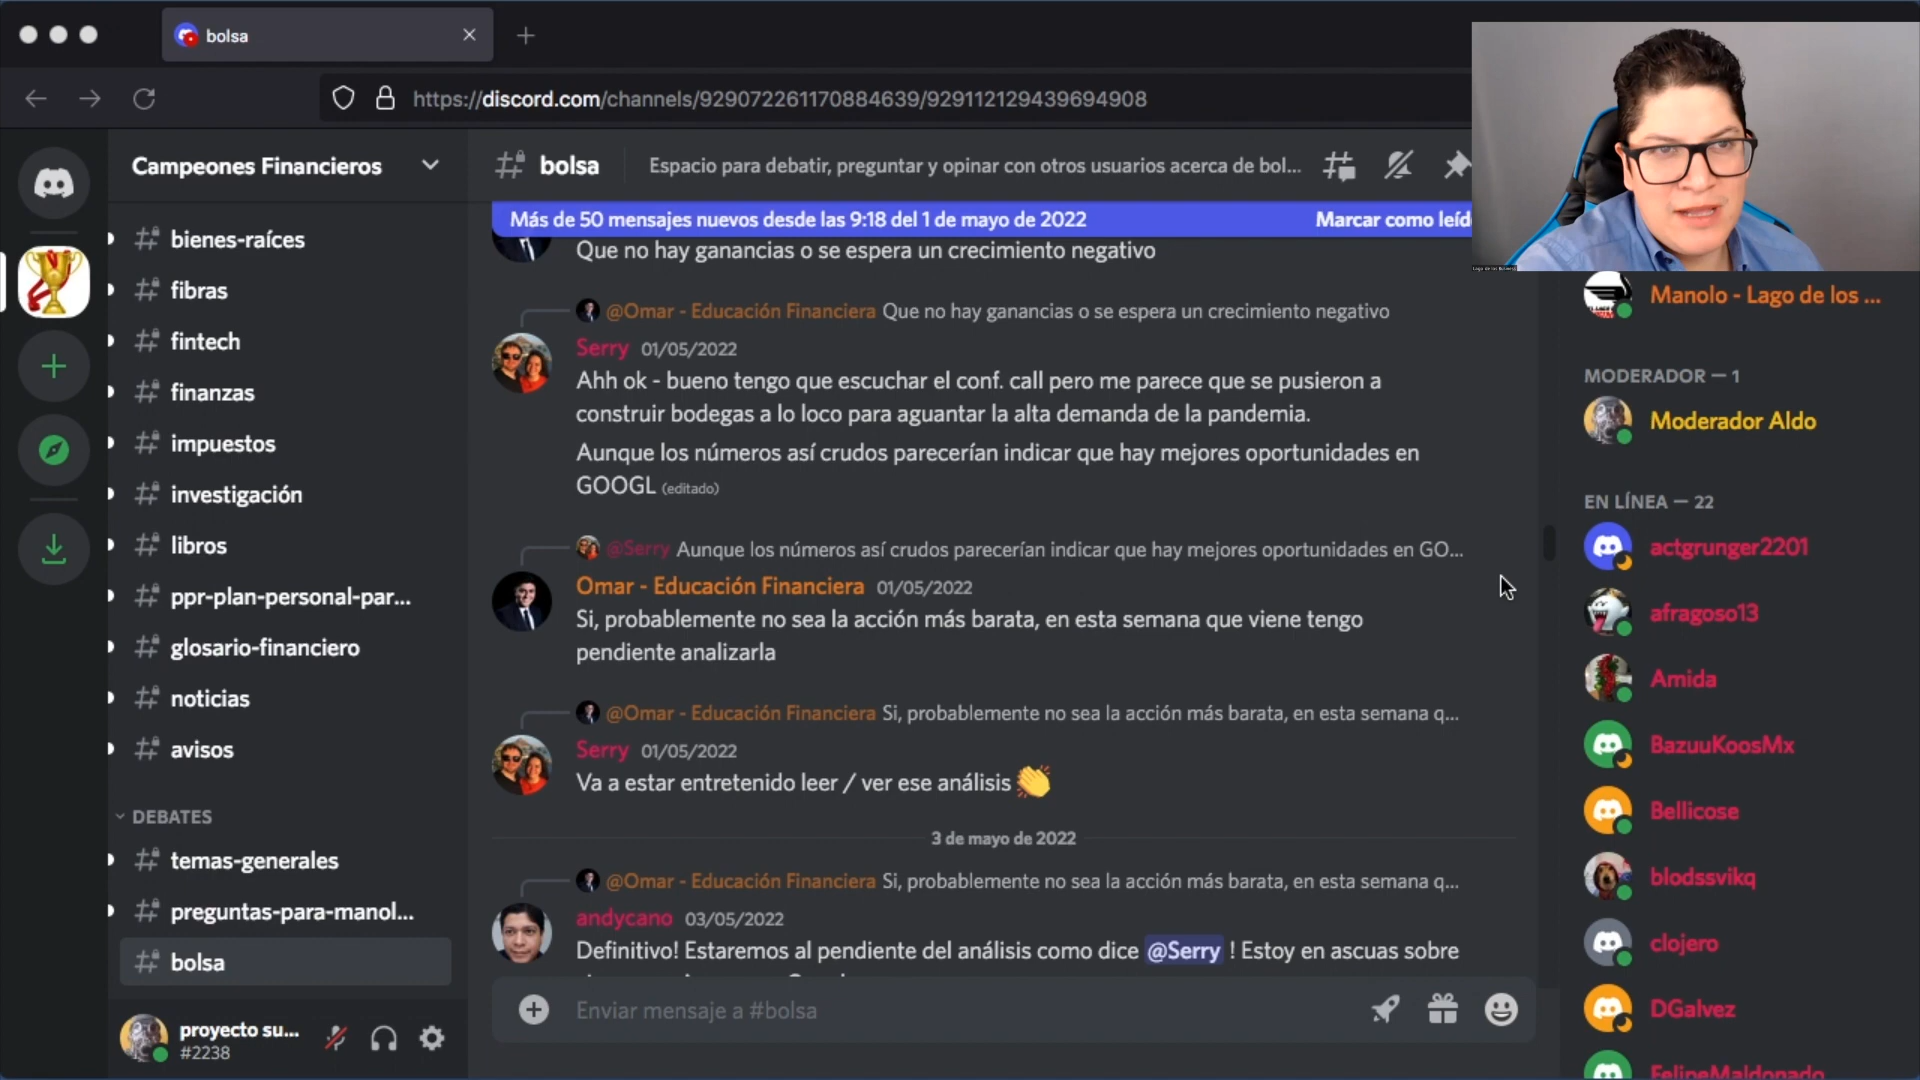 bolsa
https://discord.com/channels/929072261170884639/929112129439694908
Campeones Financieros
bienes-raíces
fibras
fintech
finanzas
impuestos
investigación
libros
ppr-plan-personal-par...
glosario-financiero
noticias
avisos
DEBATES
temas-generales
preguntas-para-manol...
bolsa
proyecto su...
#2238
bolsa
Espacio para debatir, preguntar y opinar con otros usuarios acerca de bol...
Más de 50 mensajes nuevos desde las 9:18 del 1 de mayo de 2022
Marcar como leíd
Que no hay ganancias o se espera un crecimiento negativo
@Omar - Educación Financiera Que no hay ganancias o se espera un crecimiento negativo
Serry 01/05/2022
Ahh ok - bueno tengo que escuchar el conf. call pero me parece que se pusieron a
construir bodegas a lo loco para aguantar la alta demanda de la pandemia.
Aunque los números así crudos parecerían indicar que hay mejores oportunidades en
GOOGL (editado)
@Serry Aunque los números así crudos parecerían indicar que hay mejores oportunidades en GO...
Omar - Educación Financiera 01/05/2022
Si, probablemente no sea la acción más barata, en esta semana que viene tengo
pendiente analizarla
@Omar - Educación Financiera Si, probablemente no sea la acción más barata, en esta semana q...
Serry 01/05/2022
Va a estar entretenido leer / ver ese análisis 👏
3 de mayo de 2022
@Omar - Educación Financiera Si, probablemente no sea la acción más barata, en esta semana q...
andycano 03/05/2022
Definitivo! Estaremos al pendiente del análisis como dice @Serry ! Estoy en ascuas sobre
Enviar mensaje a #bolsa
Manolo - Lago de los ...
MODERADOR — 1
Moderador Aldo
EN LÍNEA — 22
actgrunger2201
afragoso13
Amida
BazuuKoosMx
Bellicose
blodssvikq
clojero
DGalvez
FelipeMaldonado